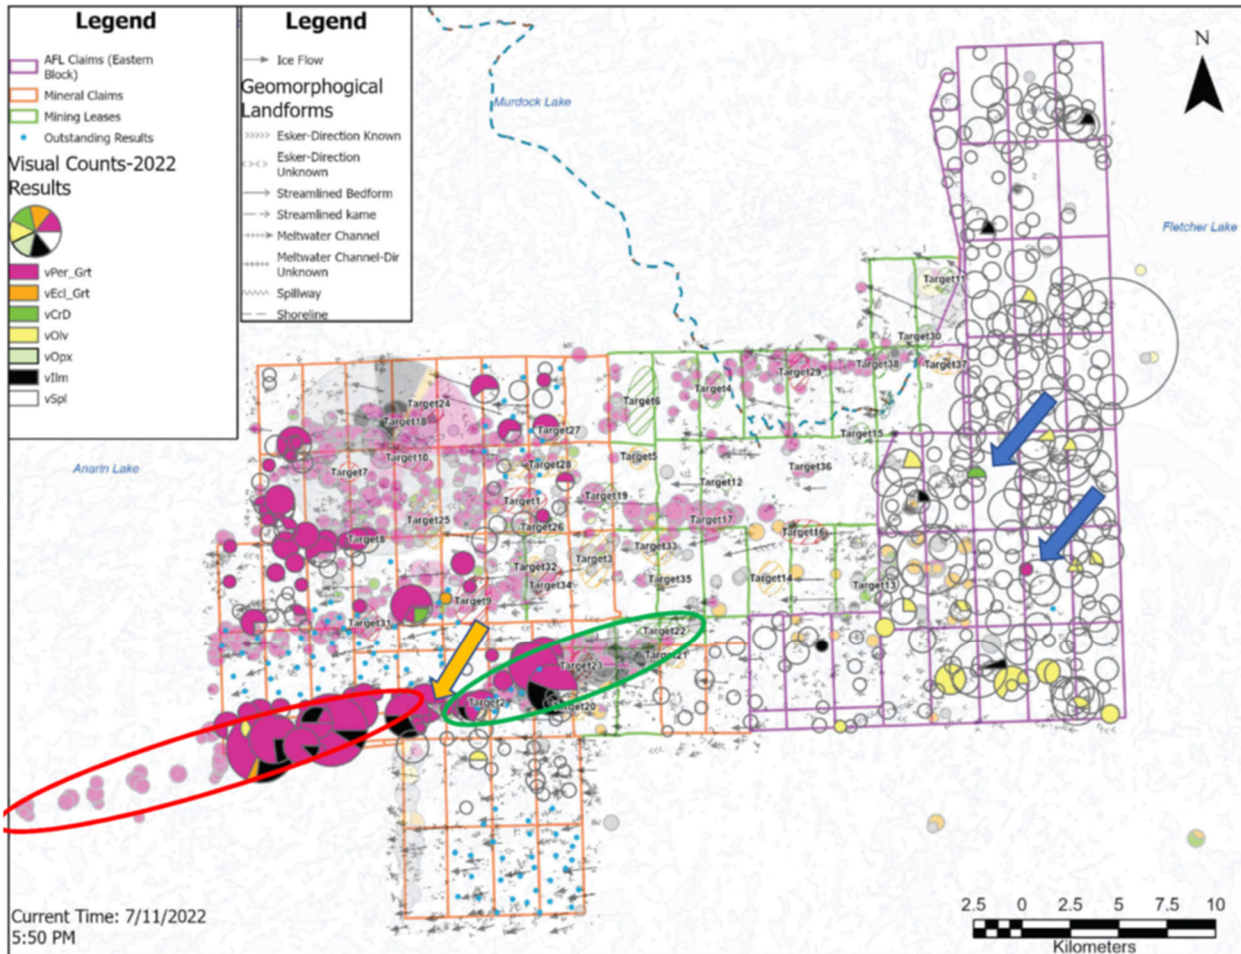 Legend
AFL Claims (Eastern
Block)
Mineral Claims
Mining Leases
Outstanding Results
Visual Counts-2022
Results
vPer_Grt
vEcl_Grt
vCrD
vOlv
vOpx
vIlm
vSpl
Legend
Ice Flow
Geomorphogical
Landforms
Esker-Direction Known
Esker-Direction
Unknown
Streamlined Bedform
Streamlined kame
Meltwater Channel
Meltwater Channel-Dir
Unknown
Spillway
Shoreline
N
Murdock Lake
Fletcher Lake
Anarin Lake
Target11
Target30
Target38
Target37
Target29
Target4
Target6
Target24
Target18
Target27
Target15
Target5
Target10
Target7
Target28
Target36
Target12
Target19
Target1
Target17
Target25
Target26
Target16
Target8
Target33
Target3
Target32
Target34
Target35
Target14
Target13
Target9
Target31
Target22
Target21
Target23
Target2
Target20
Current Time: 7/11/2022
5:50 PM
2.5 0 2.5 5 7.5 10
Kilometers